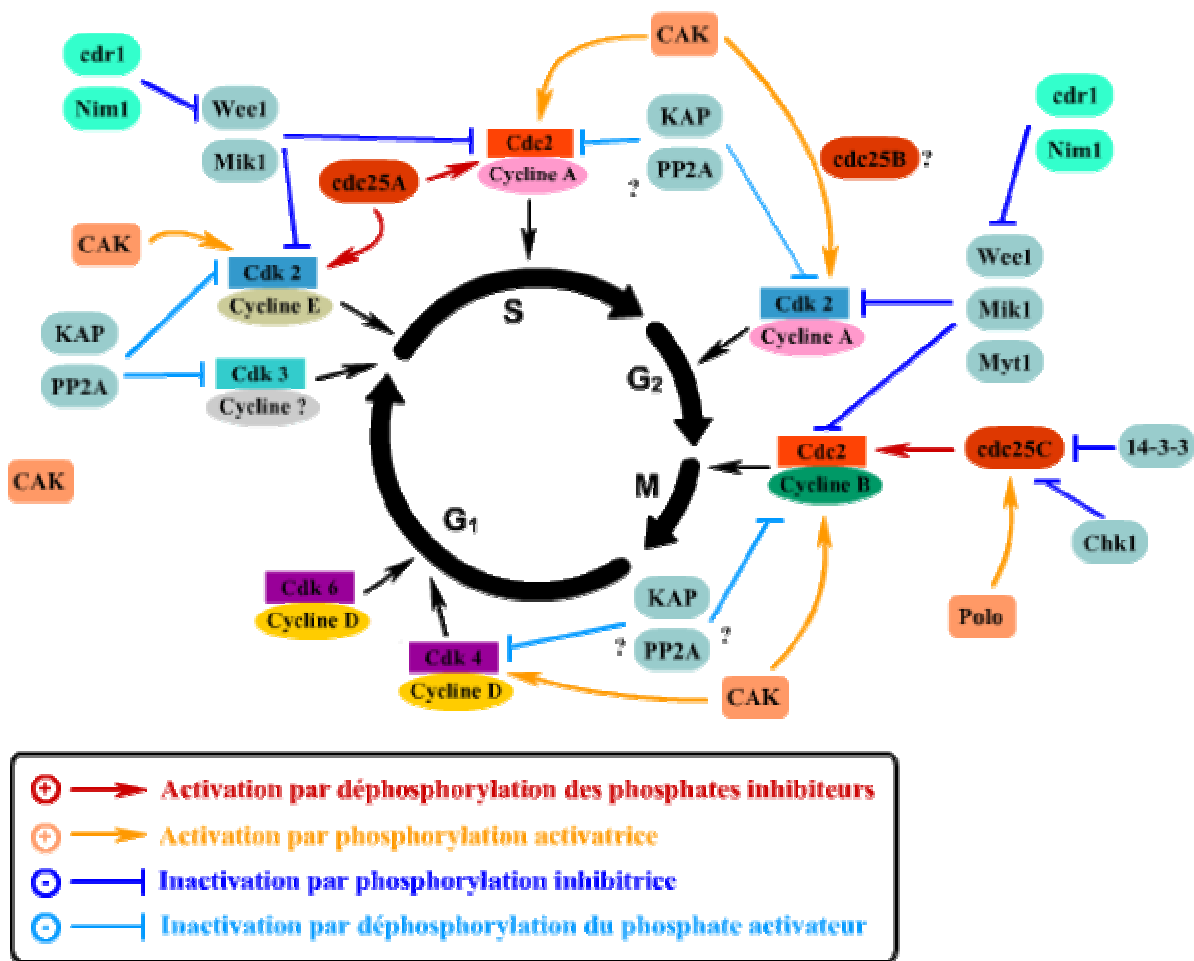 CAK
cdr1
Nim1
Wee1
Mik1
Cdc2
Cycline A
KAP
PP2A
?
cdc25B ?
cdr1
Nim1
cdc25A
CAK
Cdk 2
Cycline E
S
Cdk 2
Cycline A
Wee1
Mik1
Myt1
KAP
PP2A
Cdk 3
Cycline ?
G2
CAK
Cdc2
Cycline B
cdc25C
14-3-3
M
G1
Chk1
Cdk 6
Cycline D
KAP
? PP2A ?
Polo
Cdk 4
Cycline D
CAK
+ Activation par déphosphorylation des phosphates inhibiteurs
+ Activation par phosphorylation activatrice
- Inactivation par phosphorylation inhibitrice
- Inactivation par déphosphorylation du phosphate activateur